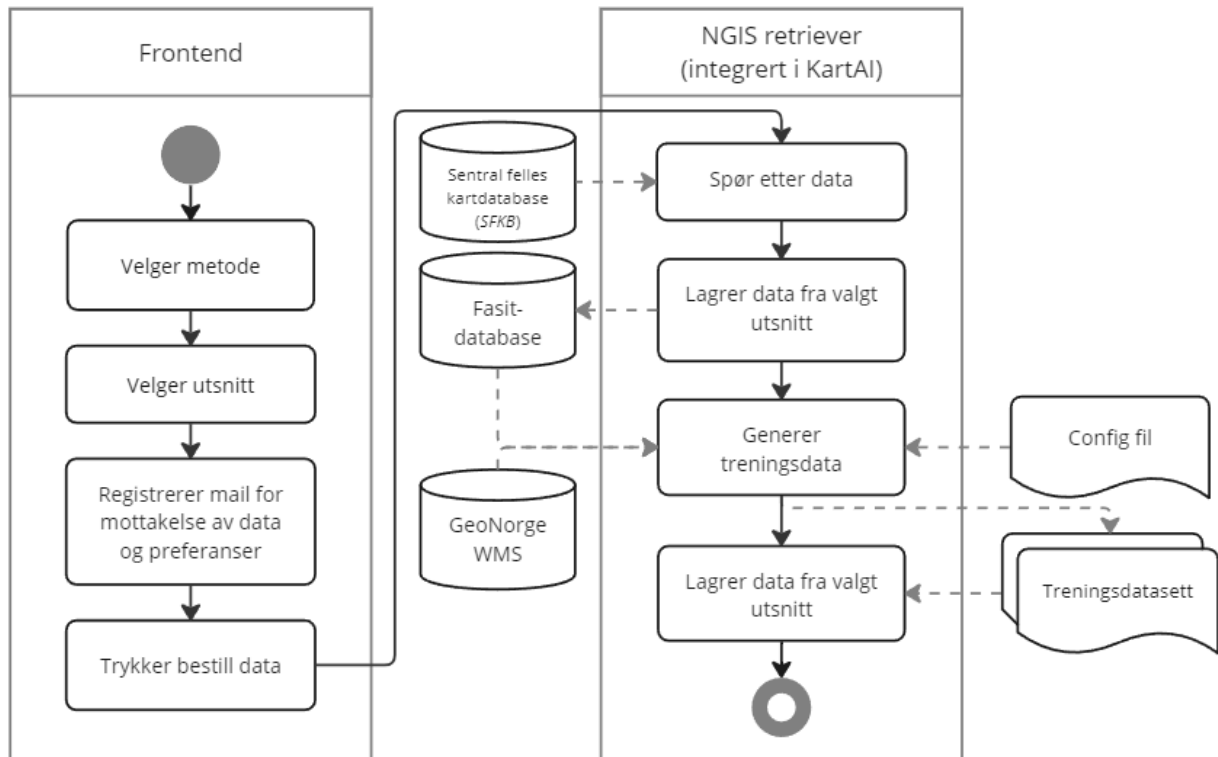 Frontend
NGIS retriever
(integrert i KartAI)
Velger metode
Velger utsnitt
Registrerer mail for
mottakelse av data
og preferanser
Trykker bestill data
Sentral felles
kartdatabase
(SFKB)
Fasit-
database
GeoNorge
WMS
Spør etter data
Lagrer data fra valgt
utsnitt
Generer
treningsdata
Lagrer data fra valgt
utsnitt
Config fil
Treningsdatasett